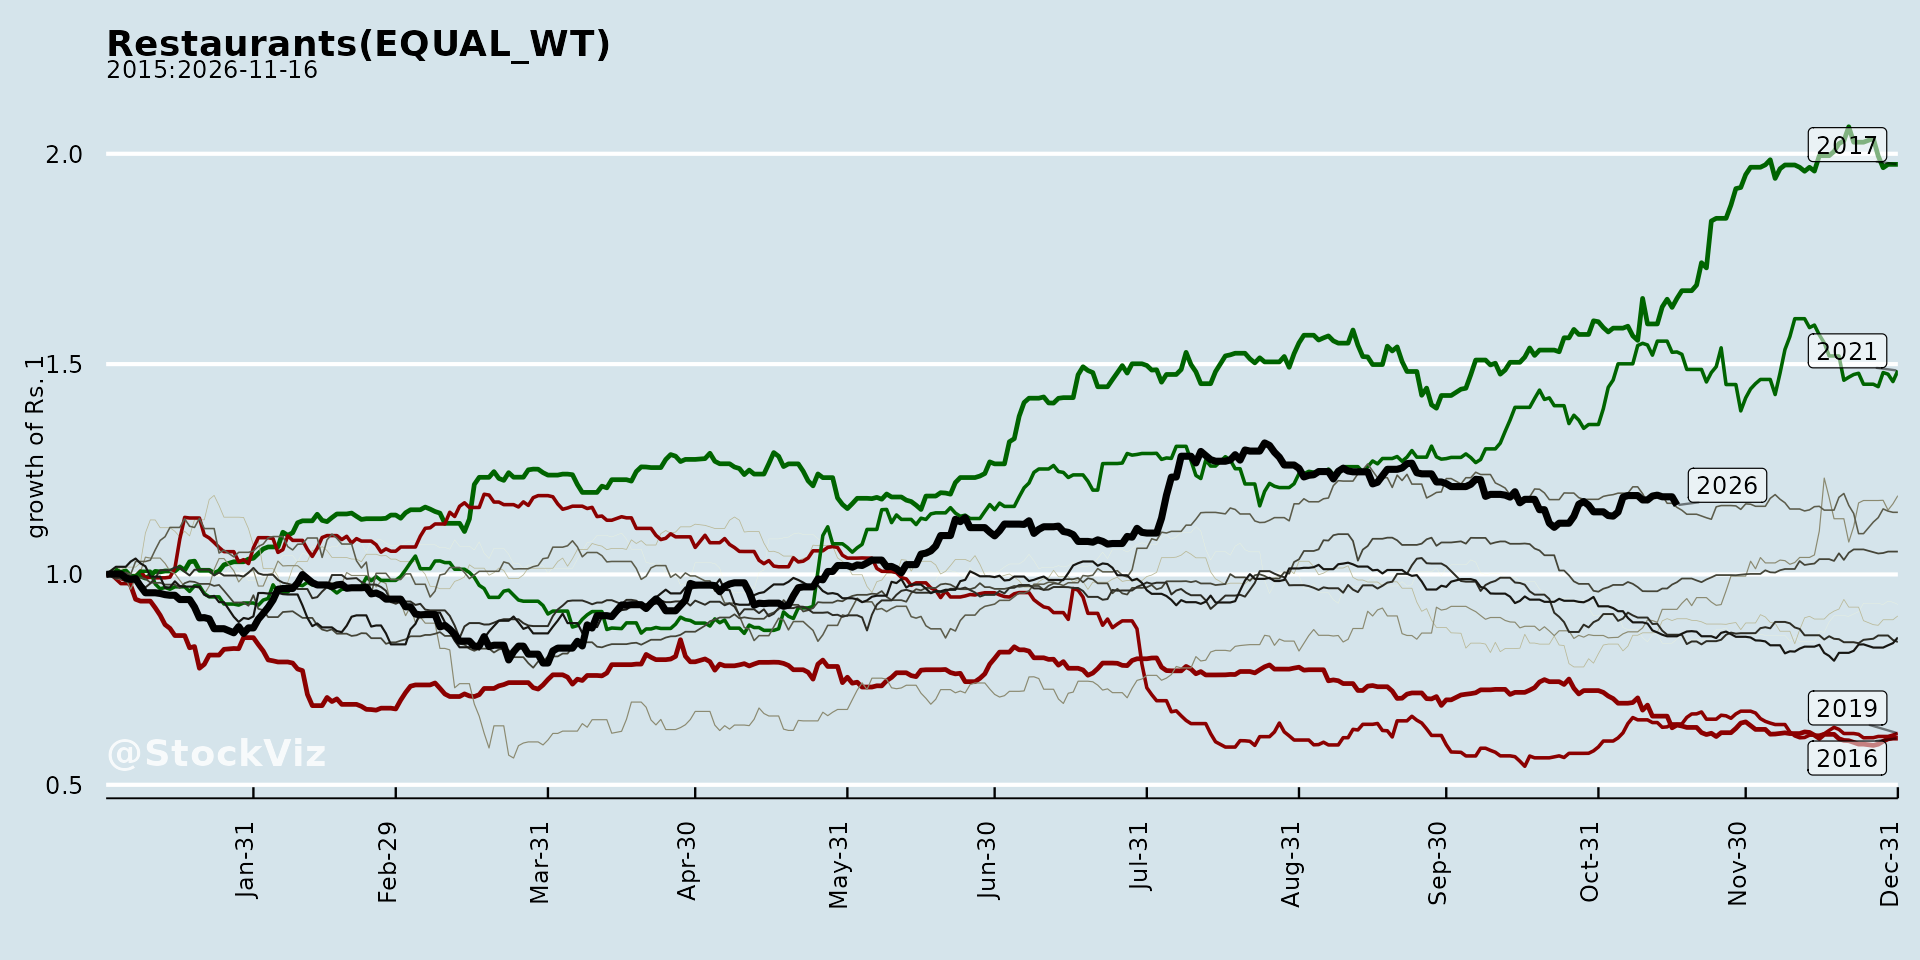 Restaurants(EQUAL_WT)
2015:2026-11-16
growth of Rs. 1
2.0
1.5
1.0
0.5
2017
2021
2026
2019
2016
@StockViz
Jan-31
Feb-29
Mar-31
Apr-30
May-31
Jun-30
Jul-31
Aug-31
Sep-30
Oct-31
Nov-30
Dec-31